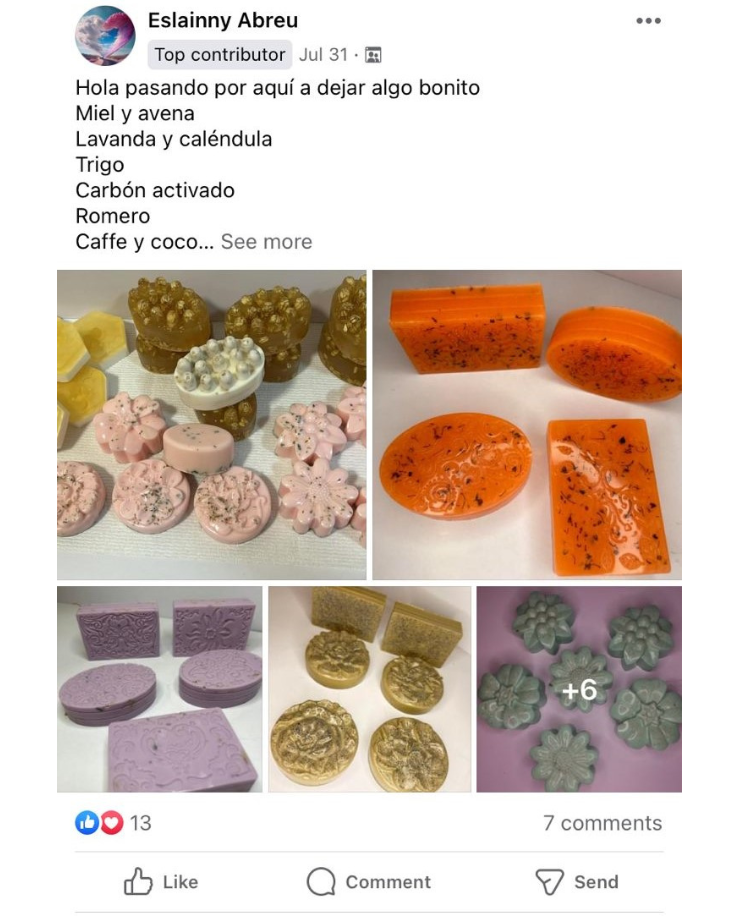 Eslainny Abreu
Top contributor Jul 31 ·
Hola pasando por aquí a dejar algo bonito
Miel y avena
Lavanda y caléndula
Trigo
Carbón activado
Romero
Caffe y coco... See more
+6
13
7 comments
Like
Comment
Send